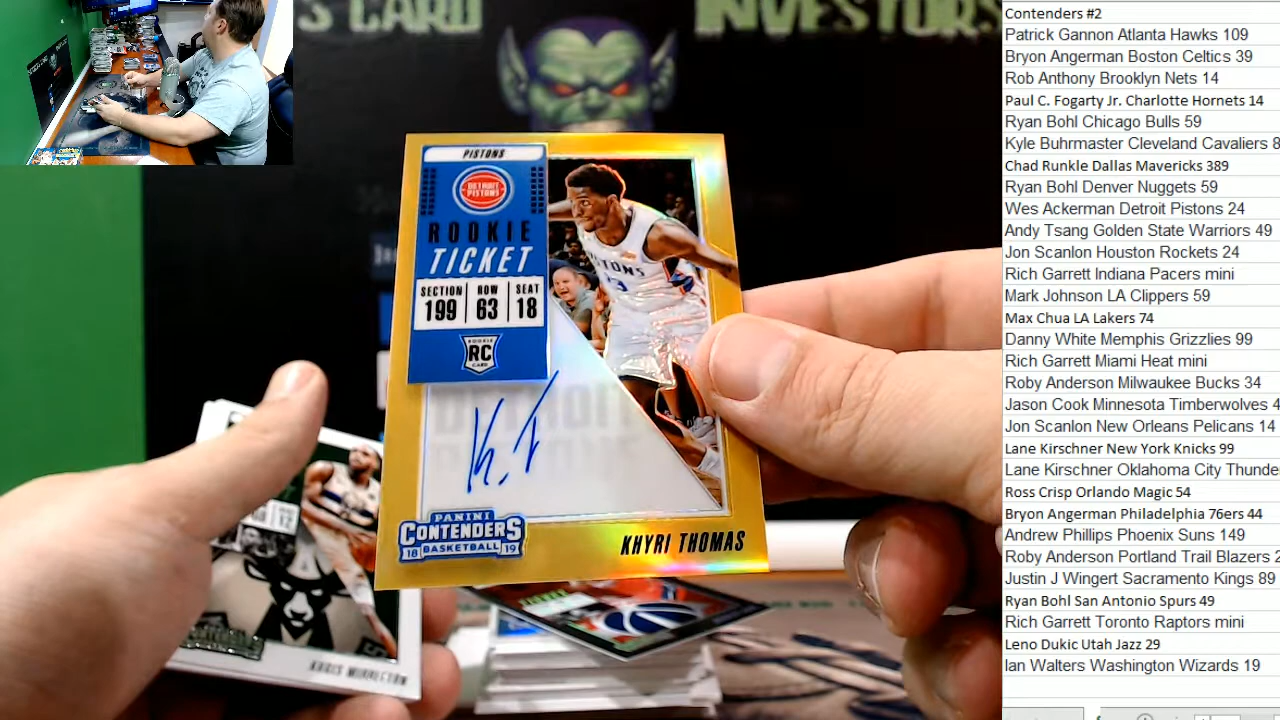 S CARD INVESTORS
PISTONS
DETROIT
PISTONS
ROOKIE
TICKET
SECTION ROW SEAT
199 63 18
ROOKIE
RC
CARD
DETROIT
K. T
PANINI
CONTENDERS
18 BASKETBALL 19
KHYRI THOMAS
12
KHRIS MIDDLETON
Contenders #2
Patrick Gannon Atlanta Hawks 109
Bryon Angerman Boston Celtics 39
Rob Anthony Brooklyn Nets 14
Paul C. Fogarty Jr. Charlotte Hornets 14
Ryan Bohl Chicago Bulls 59
Kyle Buhrmaster Cleveland Cavaliers 8
Chad Runkle Dallas Mavericks 389
Ryan Bohl Denver Nuggets 59
Wes Ackerman Detroit Pistons 24
Andy Tsang Golden State Warriors 49
Jon Scanlon Houston Rockets 24
Rich Garrett Indiana Pacers mini
Mark Johnson LA Clippers 59
Max Chua LA Lakers 74
Danny White Memphis Grizzlies 99
Rich Garrett Miami Heat mini
Roby Anderson Milwaukee Bucks 34
Jason Cook Minnesota Timberwolves 4
Jon Scanlon New Orleans Pelicans 14
Lane Kirschner New York Knicks 99
Lane Kirschner Oklahoma City Thunde
Ross Crisp Orlando Magic 54
Bryon Angerman Philadelphia 76ers 44
Andrew Phillips Phoenix Suns 149
Roby Anderson Portland Trail Blazers 2
Justin J Wingert Sacramento Kings 89
Ryan Bohl San Antonio Spurs 49
Rich Garrett Toronto Raptors mini
Leno Dukic Utah Jazz 29
Ian Walters Washington Wizards 19